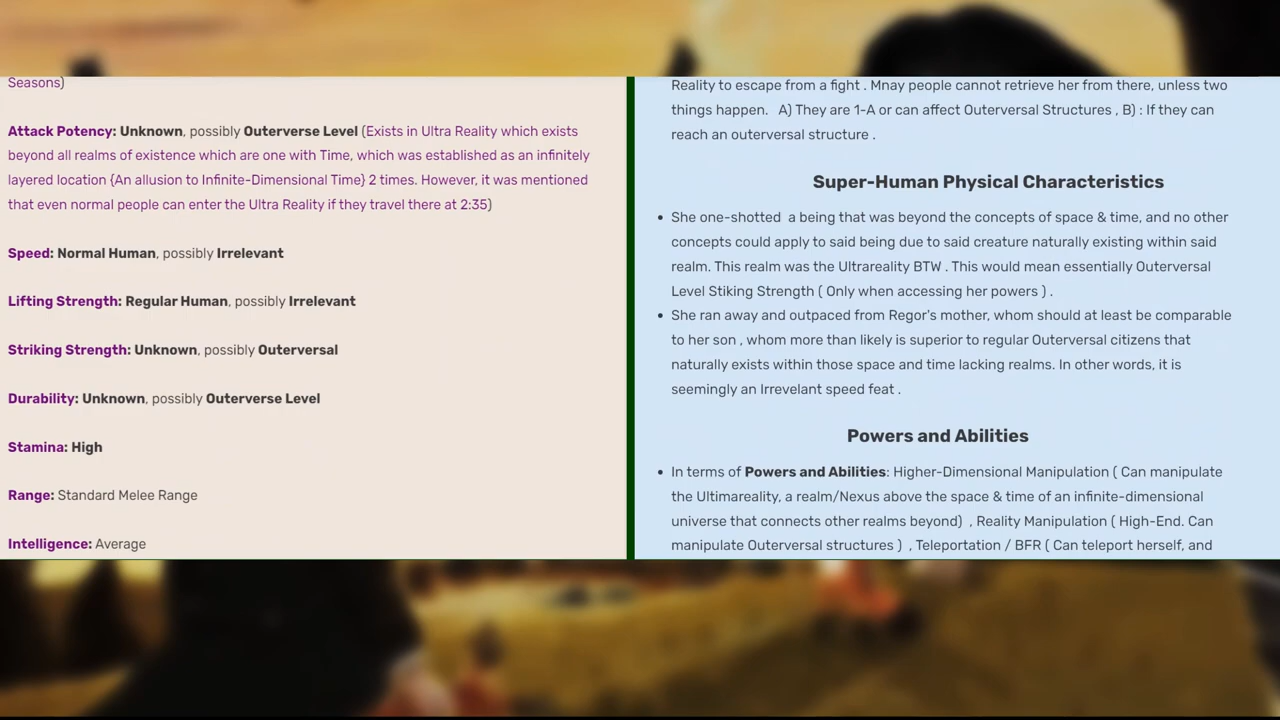 Seasons)
Attack Potency: Unknown, possibly Outerverse Level (Exists in Ultra Reality which exists
beyond all realms of existence which are one with Time, which was established as an infinitely
layered location {An allusion to Infinite-Dimensional Time} 2 times. However, it was mentioned
that even normal people can enter the Ultra Reality if they travel there at 2:35)
Speed: Normal Human, possibly Irrelevant
Lifting Strength: Regular Human, possibly Irrelevant
Striking Strength: Unknown, possibly Outerversal
Durability: Unknown, possibly Outerverse Level
Stamina: High
Range: Standard Melee Range
Intelligence: Average
Reality to escape from a fight . Mnay people cannot retrieve her from there, unless two
things happen. A) They are 1-A or can affect Outerversal Structures , B) : If they can
reach an outerversal structure .
Super-Human Physical Characteristics
• She one-shotted a being that was beyond the concepts of space & time, and no other
concepts could apply to said being due to said creature naturally existing within said
realm. This realm was the Ultrareality BTW . This would mean essentially Outerversal
Level Stiking Strength ( Only when accessing her powers ) .
• She ran away and outpaced from Regor's mother, whom should at least be comparable
to her son , whom more than likely is superior to regular Outerversal citizens that
naturally exists within those space and time lacking realms. In other words, it is
seemingly an Irrevelant speed feat .
Powers and Abilities
• In terms of Powers and Abilities: Higher-Dimensional Manipulation ( Can manipulate
the Ultimareality, a realm/Nexus above the space & time of an infinite-dimensional
universe that connects other realms beyond) , Reality Manipulation ( High-End. Can
manipulate Outerversal structures ) , Teleportation / BFR ( Can teleport herself, and